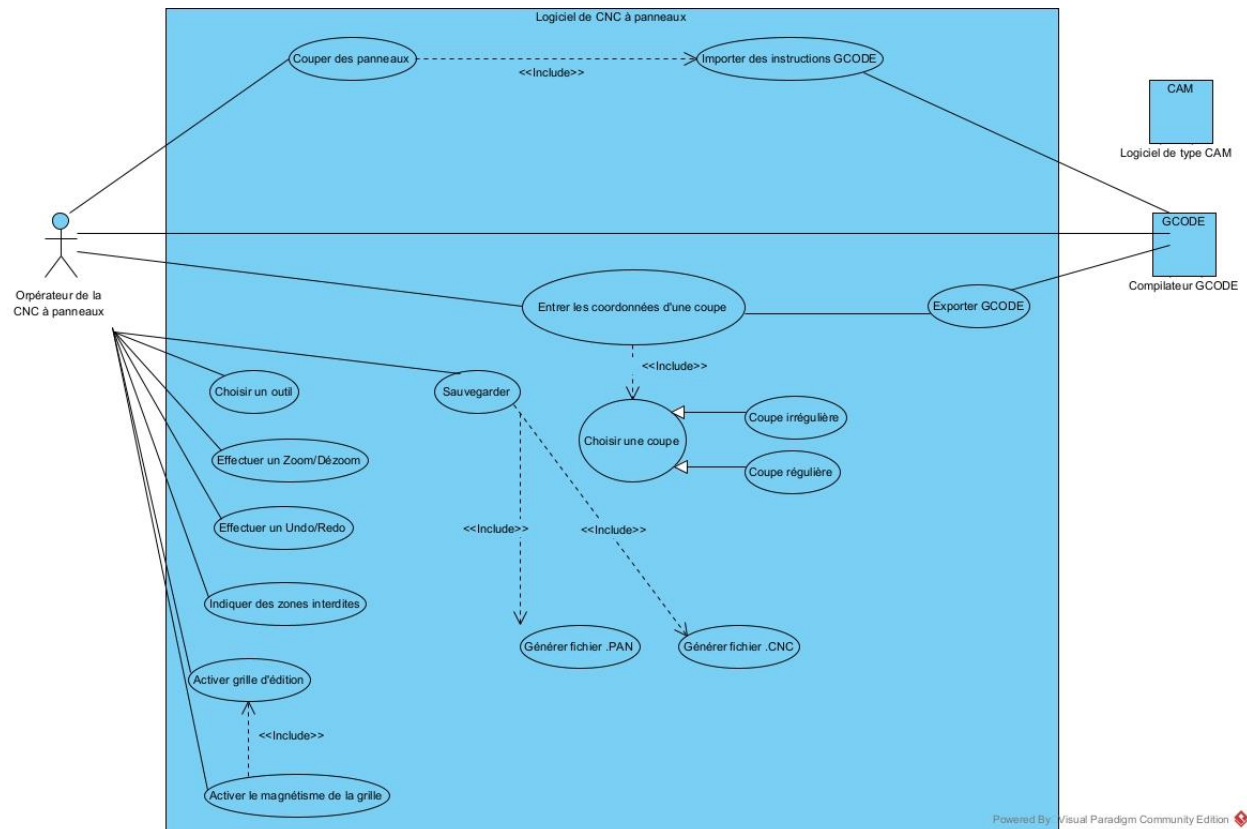 Logiciel de CNC à panneaux
Couper des panneaux
<<Include>>
Importer des instructions GCODE
CAM
Logiciel de type CAM
GCODE
Compilateur GCODE
Orpérateur de la
CNC à panneaux
Entrer les coordonnées d'une coupe
Exporter GCODE
<<Include>>
Choisir un outil
Sauvegarder
Choisir une coupe
Coupe irrégulière
Coupe régulière
Effectuer un Zoom/Dézoom
Effectuer un Undo/Redo
<<Include>>
<<Include>>
Indiquer des zones interdites
Générer fichier .PAN
Générer fichier .CNC
Activer grille d'édition
<<Include>>
Activer le magnétisme de la grille
Powered By Visual Paradigm Community Edition